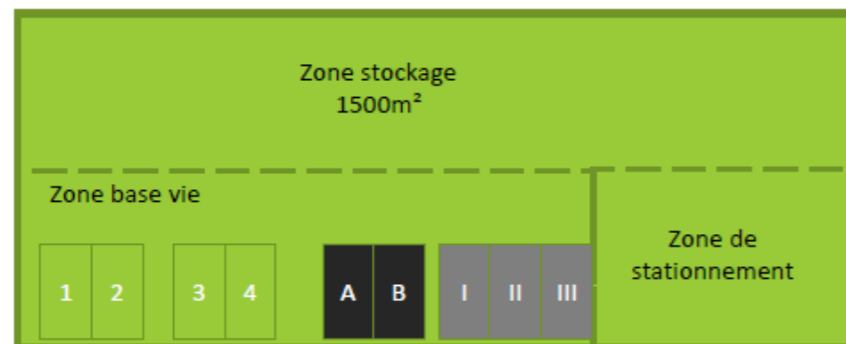 Zone stockage
1500m²
Zone base vie
Zone de
stationnement
1 2 3 4 A B I II III